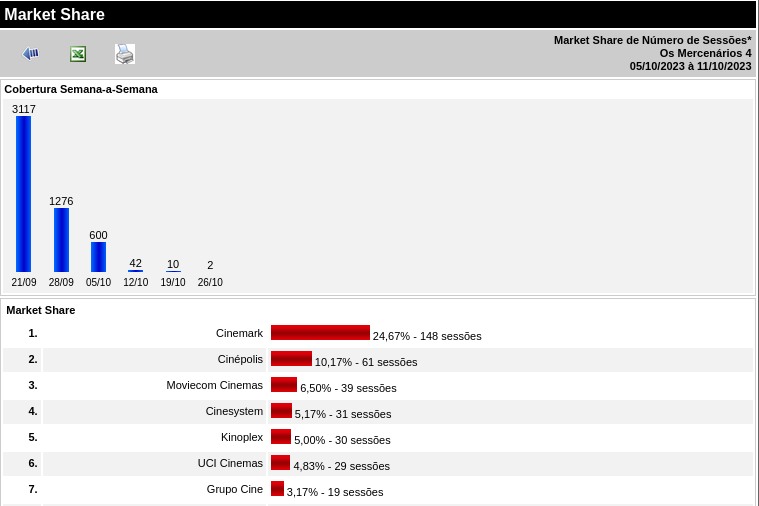 Market Share
Market Share de Número de Sessões*
Os Mercenários 4
05/10/2023 à 11/10/2023
Cobertura Semana-a-Semana
3117
1276
600
42
10
2
21/09 28/09 05/10 12/10 19/10 26/10
Market Share
1. Cinemark 24,67% - 148 sessões
2. Cinépolis 10,17% - 61 sessões
3. Moviecom Cinemas 6,50% - 39 sessões
4. Cinesystem 5,17% - 31 sessões
5. Kinoplex 5,00% - 30 sessões
6. UCI Cinemas 4,83% - 29 sessões
7. Grupo Cine 3,17% - 19 sessões